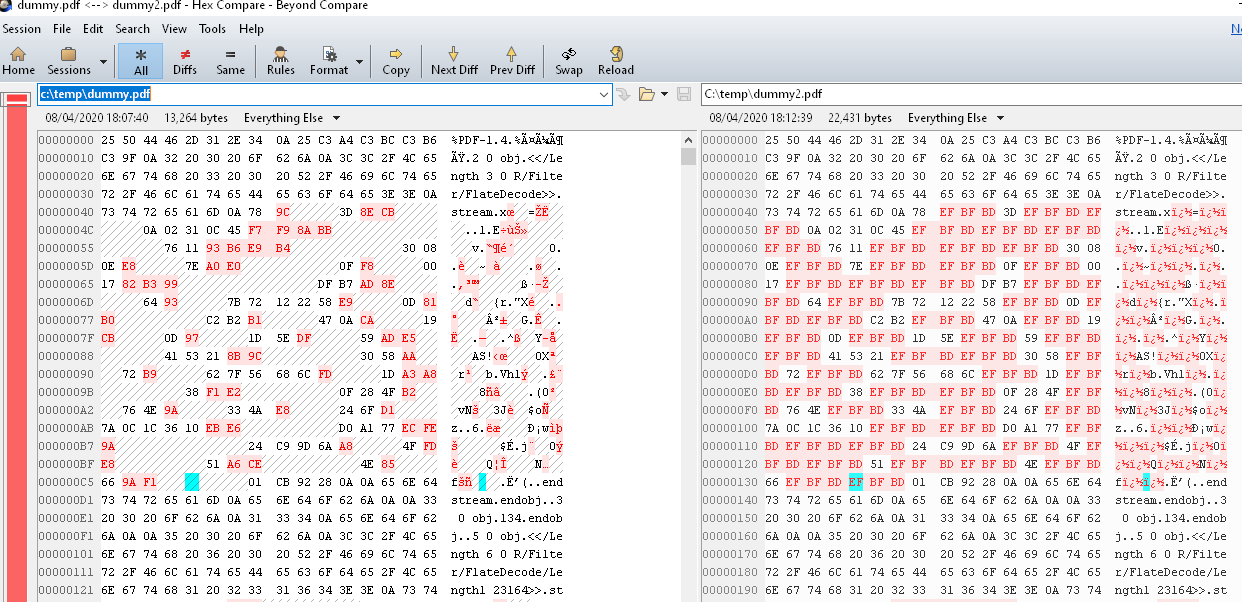 dummy.pdf <--> dummy2.pdf - Hex Compare - Beyond Compare
Session File Edit Search View Tools Help
Home Sessions All Diffs Same Rules Format Copy Next Diff Prev Diff Swap Reload
c:\temp\dummy.pdf
08/04/2020 18:07:40 13,264 bytes Everything Else
00000000 25 50 44 46 2D 31 2E 34 0A 25 C3 A4 C3 BC C3 B6 %PDF-1.4.%Ã¤Ã¼Ã¶
00000010 C3 9F 0A 32 20 30 20 6F 62 6A 0A 3C 3C 2F 4C 65 ÃŸ.2 0 obj.<</Le
00000020 6E 67 74 68 20 33 20 30 20 52 2F 46 69 6C 74 65 ngth 3 0 R/Filte
00000030 72 2F 46 6C 61 74 65 44 65 63 6F 64 65 3E 3E 0A r/FlateDecode>>.
00000040 73 74 72 65 61 6D 0A 78 9C 3D 8E CB stream.xœ =ŽË
0000004C 0A 02 31 0C 45 F7 F9 8A BB ..1.E÷ùŠ»
00000055 76 11 93 B6 E9 B4 30 08 v.“¶é´ 0.
0000005D 0E E8 7E A0 E0 0F F8 00 .è ~ à .ø .
00000065 17 82 B3 99 DF B7 AD 8E .‚³™ ß·-Ž
0000006D 64 93 7B 72 12 22 58 E9 0D 81 d“ {r."Xé ..
00000077 B0 C2 B2 B1 47 0A CA 19 ° Â²± G.Ê .
0000007F CB 0D 97 1D 5E DF 59 AD E5 Ë .— .^ß Y-å
00000088 41 53 21 8B 9C 30 58 AA AS!‹œ 0Xª
00000090 72 B9 62 7F 56 68 6C FD 1D A3 A8 r¹ b.Vhlý .£¨
0000009B 38 F1 E2 0F 28 4F B2 8ñâ .(O²
000000A2 76 4E 9A 33 4A E8 24 6F D1 vNš 3Jè $oÑ
000000AB 7A 0C 1C 36 10 EB E6 D0 A1 77 EC FE z..6.ëæ Ð¡wìþ
000000B7 9A 24 C9 9D 6A A8 4F FD š $É.j¨ Oý
000000BF E8 51 A6 CE 4E 85 è Q¦Î N…
000000C5 66 9A F1 01 CB 92 28 0A 0A 65 6E 64 fšñ .Ë’(..end
000000D1 73 74 72 65 61 6D 0A 65 6E 64 6F 62 6A 0A 0A 33 stream.endobj..3
000000E1 20 30 20 6F 62 6A 0A 31 33 34 0A 65 6E 64 6F 62 0 obj.134.endob
000000F1 6A 0A 0A 35 20 30 20 6F 62 6A 0A 3C 3C 2F 4C 65 j..5 0 obj.<</Le
00000101 6E 67 74 68 20 36 20 30 20 52 2F 46 69 6C 74 65 ngth 6 0 R/Filte
00000111 72 2F 46 6C 61 74 65 44 65 63 6F 64 65 2F 4C 65 r/FlateDecode/Le
00000121 6E 67 74 68 31 20 32 33 31 36 34 3E 3E 0A 73 74 ngth1 23164>>.st
C:\temp\dummy2.pdf
08/04/2020 18:12:39 22,431 bytes Everything Else
00000000 25 50 44 46 2D 31 2E 34 0A 25 C3 A4 C3 BC C3 B6 %PDF-1.4.%Ã¤Ã¼Ã¶
00000010 C3 9F 0A 32 20 30 20 6F 62 6A 0A 3C 3C 2F 4C 65 ÃŸ.2 0 obj.<</Le
00000020 6E 67 74 68 20 33 20 30 20 52 2F 46 69 6C 74 65 ngth 3 0 R/Filte
00000030 72 2F 46 6C 61 74 65 44 65 63 6F 64 65 3E 3E 0A r/FlateDecode>>.
00000040 73 74 72 65 61 6D 0A 78 EF BF BD 3D EF BF BD EF stream.xï¿½=ï¿½ï
00000050 BF BD 0A 02 31 0C 45 EF BF BD EF BF BD EF BF BD ¿½..1.Eï¿½ï¿½ï¿½
00000060 EF BF BD 76 11 EF BF BD EF BF BD EF BF BD 30 08 ï¿½v.ï¿½ï¿½ï¿½0.
00000070 0E EF BF BD 7E EF BF BD EF BF BD 0F EF BF BD 00 .ï¿½~ï¿½ï¿½.ï¿½.
00000080 17 EF BF BD EF BF BD EF BF BD DF B7 EF BF BD EF .ï¿½ï¿½ï¿½ß·ï¿½ï
00000090 BF BD 64 EF BF BD 7B 72 12 22 58 EF BF BD 0D EF ¿½dï¿½{r."Xï¿½.ï
000000A0 BF BD EF BF BD C2 B2 EF BF BD 47 0A EF BF BD 19 ¿½ï¿½Â²ï¿½G.ï¿½.
000000B0 EF BF BD 0D EF BF BD 1D 5E EF BF BD 59 EF BF BD ï¿½.ï¿½.^ï¿½Yï¿½
000000C0 EF BF BD 41 53 21 EF BF BD EF BF BD 30 58 EF BF ï¿½AS!ï¿½ï¿½0Xï¿
000000D0 BD 72 EF BF BD 62 7F 56 68 6C EF BF BD 1D EF BF ½rï¿½b.Vhlï¿½.ï¿
000000E0 BD EF BF BD 38 EF BF BD EF BF BD 0F 28 4F EF BF ½ï¿½8ï¿½ï¿½.(Oï¿
000000F0 BD 76 4E EF BF BD 33 4A EF BF BD 24 6F EF BF BD ½vNï¿½3Jï¿½$oï¿½
00000100 7A 0C 1C 36 10 EF BF BD EF BF BD D0 A1 77 EF BF z..6.ï¿½ï¿½Ð¡wï¿
00000110 BD EF BF BD EF BF BD 24 C9 9D 6A EF BF BD 4F EF ½ï¿½ï¿½$É.jï¿½Oï
00000120 BF BD EF BF BD 51 EF BF BD EF BF BD 4E EF BF BD ¿½ï¿½Qï¿½ï¿½Nï¿½
00000130 66 EF BF BD EF BF BD 01 CB 92 28 0A 0A 65 6E 64 fï¿½ï¿½.Ë’(..end
00000140 73 74 72 65 61 6D 0A 65 6E 64 6F 62 6A 0A 0A 33 stream.endobj..3
00000150 20 30 20 6F 62 6A 0A 31 33 34 0A 65 6E 64 6F 62 0 obj.134.endob
00000160 6A 0A 0A 35 20 30 20 6F 62 6A 0A 3C 3C 2F 4C 65 j..5 0 obj.<</Le
00000170 6E 67 74 68 20 36 20 30 20 52 2F 46 69 6C 74 65 ngth 6 0 R/Filte
00000180 72 2F 46 6C 61 74 65 44 65 63 6F 64 65 2F 4C 65 r/FlateDecode/Le
00000190 6E 67 74 68 31 20 32 33 31 36 34 3E 3E 0A 73 74 ngth1 23164>>.st